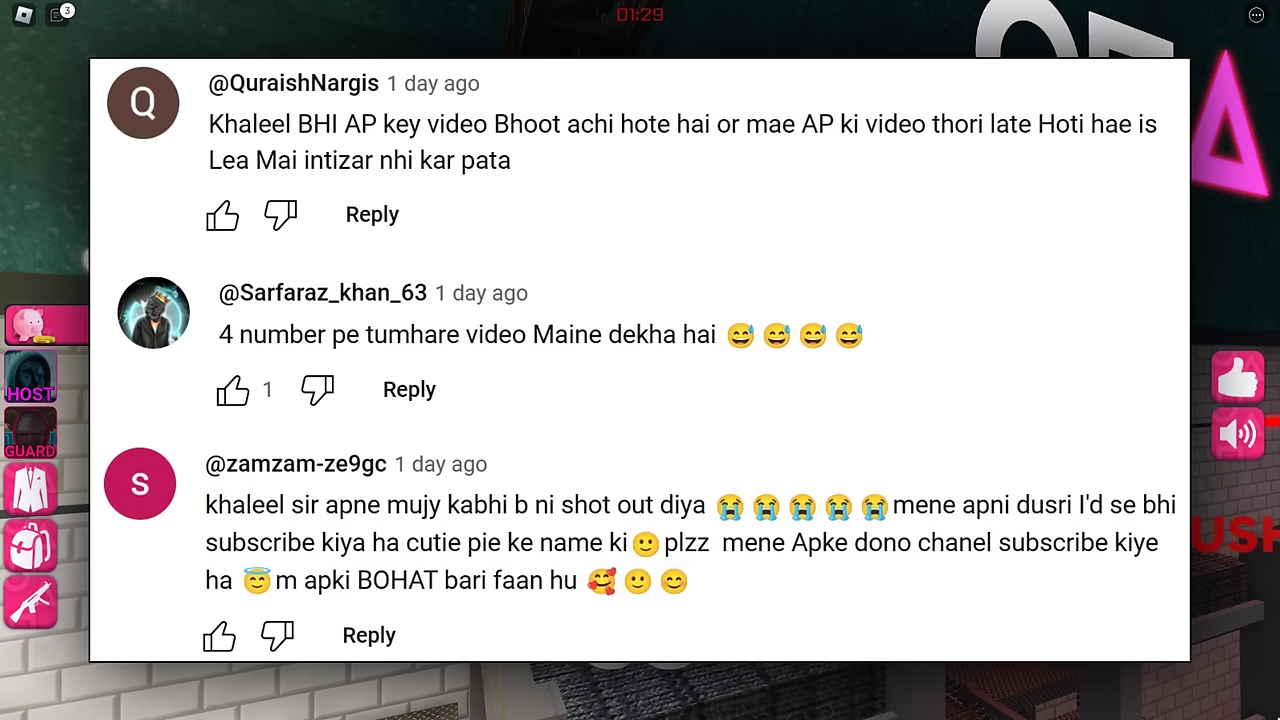 3
01:29
Q
@QuraishNargis 1 day ago
Khaleel BHI AP key video Bhoot achi hote hai or mae AP ki video thori late Hoti hae is
Lea Mai intizar nhi kar pata
Reply
@Sarfaraz_khan_63 1 day ago
4 number pe tumhare video Maine dekha hai 😅 😅 😅 😅
1 Reply
HOST
GUARD
S
@zamzam-ze9gc 1 day ago
khaleel sir apne mujy kabhi b ni shot out diya 😭 😭 😭 😭 😭 mene apni dusri I'd se bhi
subscribe kiya ha cutie pie ke name ki 🙂 plzz mene Apke dono chanel subscribe kiye
ha 😇 m apki BOHAT bari faan hu 🥰 🙂 😊
Reply